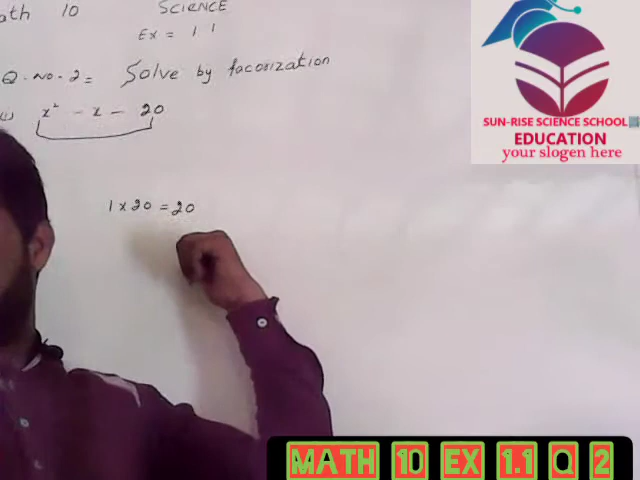 ath 10 SCIENCE
Ex = 1 1
Q. No. 2 = Solve by facorization
x² - x - 20
1 x 20 = 20
SUN-RISE SCIENCE SCHOOL
EDUCATION
your slogen here
MATH 10 EX 1.1 Q 2